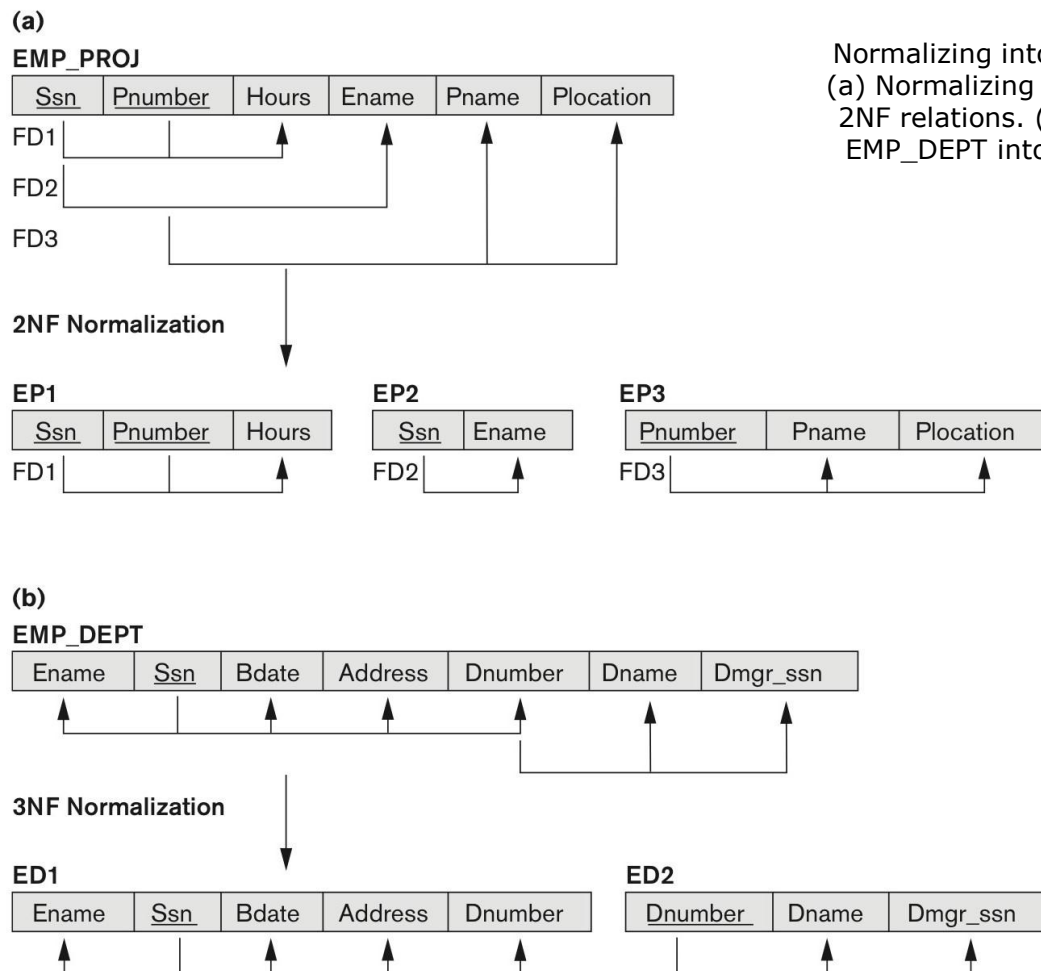 (a)
EMP_PROJ
Ssn Pnumber Hours Ename Pname Plocation
FD1
FD2
FD3
Normalizing into
(a) Normalizing
2NF relations. (
EMP_DEPT into
2NF Normalization
EP1 EP2 EP3
Ssn Pnumber Hours Ssn Ename Pnumber Pname Plocation
FD1 FD2 FD3
(b)
EMP_DEPT
Ename Ssn Bdate Address Dnumber Dname Dmgr_ssn
3NF Normalization
ED1 ED2
Ename Ssn Bdate Address Dnumber Dnumber Dname Dmgr_ssn